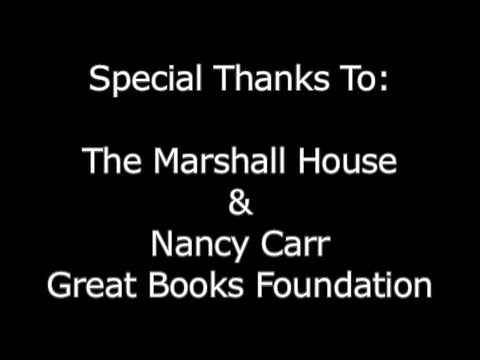 Special Thanks To:
The Marshall House
&
Nancy Carr
Great Books Foundation